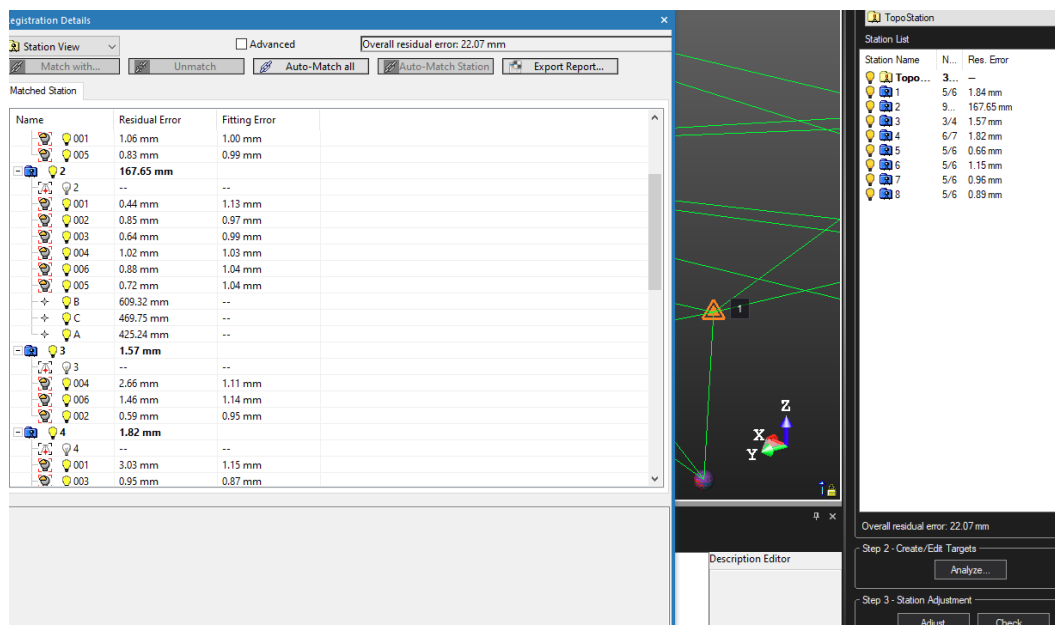 egistration Details ×
Station View Advanced Overall residual error: 22.07 mm
Match with... Unmatch Auto-Match all Auto-Match Station Export Report...
Matched Station
Name Residual Error Fitting Error
001 1.06 mm 1.00 mm
005 0.83 mm 0.99 mm
2 167.65 mm
2 -- --
001 0.44 mm 1.13 mm
002 0.85 mm 0.97 mm
003 0.64 mm 0.99 mm
004 1.02 mm 1.03 mm
006 0.88 mm 1.04 mm
005 0.72 mm 1.04 mm
B 609.32 mm --
C 469.75 mm --
A 425.24 mm --
3 1.57 mm
3 -- --
004 2.66 mm 1.11 mm
006 1.46 mm 1.14 mm
002 0.59 mm 0.95 mm
4 1.82 mm
4 -- --
001 3.03 mm 1.15 mm
003 0.95 mm 0.87 mm
1
Z
X
Y
Description Editor
TopoStation
Station List
Station Name N... Res. Error
Topo... 3... --
1 5/6 1.84 mm
2 9... 167.65 mm
3 3/4 1.57 mm
4 6/7 1.82 mm
5 5/6 0.66 mm
6 5/6 1.15 mm
7 5/6 0.96 mm
8 5/6 0.89 mm
Overall residual error: 22.07 mm
Step 2 - Create/Edit Targets
Analyze...
Step 3 - Station Adjustment
Adjust... Check...